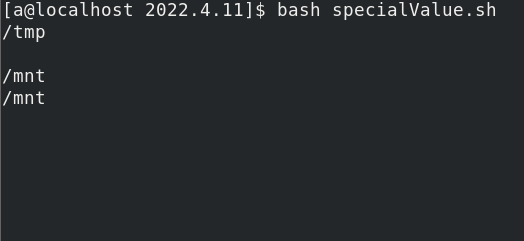 [a@localhost 2022.4.11]$ bash specialValue.sh
/tmp
/mnt
/mnt